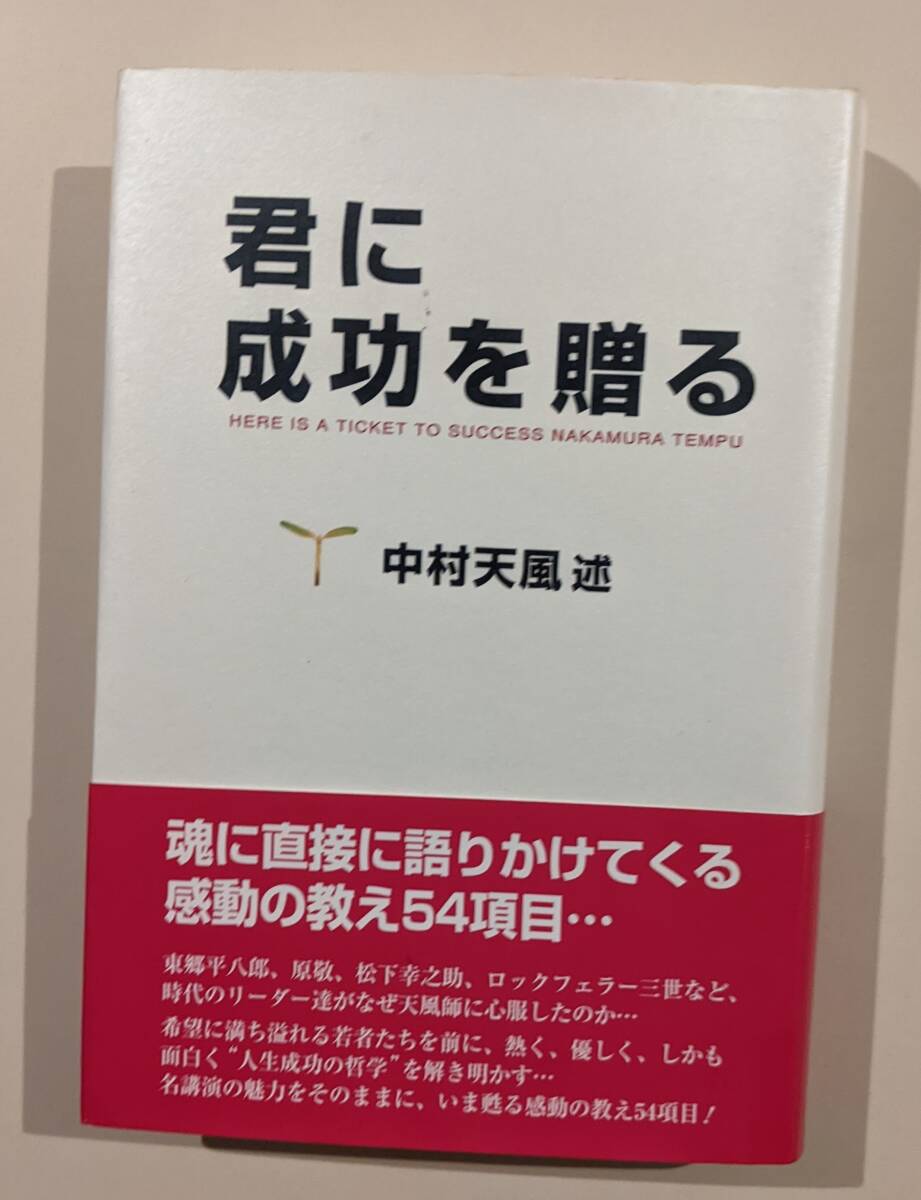 君に
成功を贈る
HERE IS A TICKET TO SUCCESS NAKAMURA TEMPU
中村天風 述
魂に直接に語りかけてくる
感動の教え54項目…
東郷平八郎、原敬、松下幸之助、ロックフェラー三世など、
時代のリーダー達がなぜ天風師に心服したのか…
希望に満ち溢れる若者たちを前に、熱く、優しく、しかも
面白く“人生成功の哲学”を解き明かす…
名講演の魅力をそのままに、いま甦る感動の教え54項目!